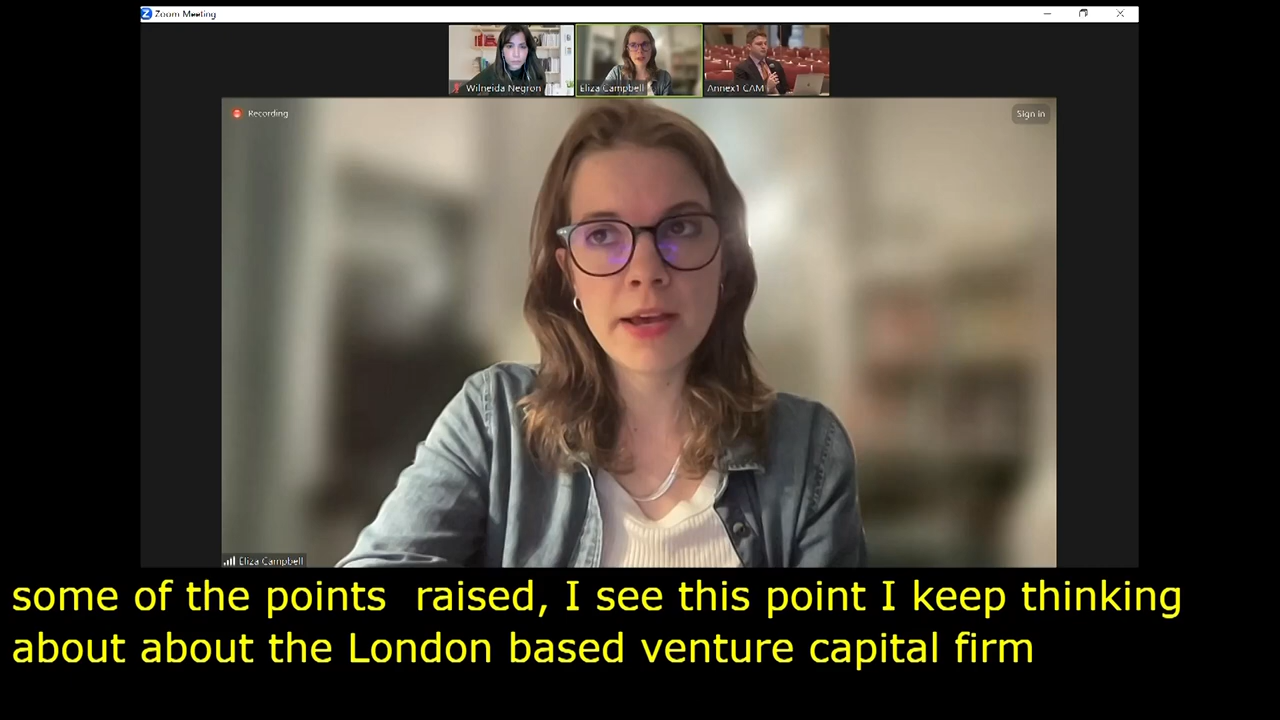 Zoom Meeting
Wilneida Negron
Eliza Campbell
Annex1 CAM
Recording
Sign in
Eliza Campbell
some of the points  raised, I see this point I keep thinking
about about the London based venture capital firm